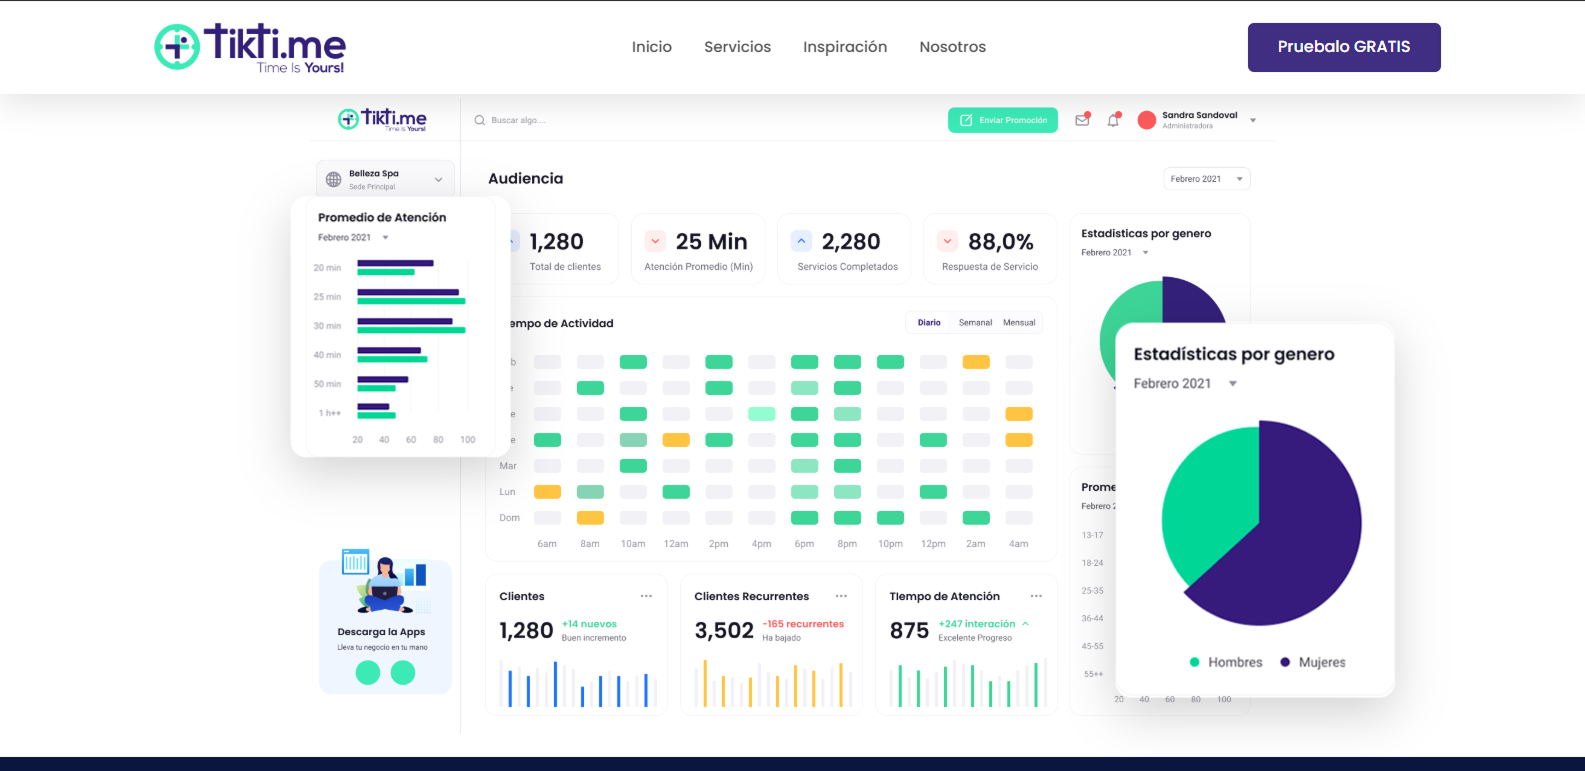 Tikti.me
Time Is Yours!
Inicio
Servicios
Inspiración
Nosotros
Pruebalo GRATIS
Tikti.me
Time Is Yours!
Buscar algo...
Enviar Promoción
Sandra Sandoval
Administradora
Belleza Spa
Sede Principal
Audiencia
Febrero 2021
Promedio de Atención
Febrero 2021
20 min
25 min
30 min
40 min
50 min
1 h++
20 40 60 80 100
1,280
Total de clientes
25 Min
Atención Promedio (Min)
2,280
Servicios Completados
88,0%
Respuesta de Servicio
Estadisticas por genero
Febrero 2021
empo de Actividad
Diario Semanal Mensual
b
e
e
e
Mar
Lun
Dom
6am 8am 10am 12am 2pm 4pm 6pm 8pm 10pm 12pm 2am 4am
Estadísticas por genero
Febrero 2021
Hombres Mujeres
Prome
Febrero 2
13-17
18-24
25-35
36-44
45-55
55++
20 40 60 80 100
Descarga la Apps
Lleva tu negocio en tu mano
Clientes
1,280
+14 nuevos
Buen incremento
Clientes Recurrentes
3,502
-165 recurrentes
Ha bajado
TIempo de Atención
875
+247 interacción
Excelente Progreso